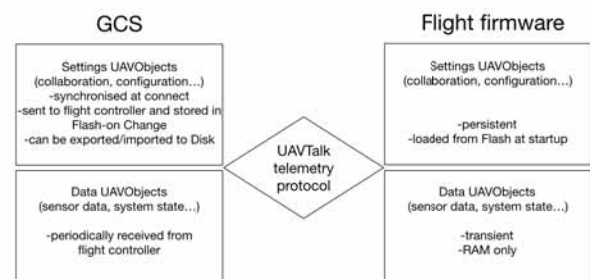 GCS
Settings UAVObjects
(collaboration, configuration...)
-synchronised at connect
-sent to flight controller and stored in
Flash-on Change
-can be exported/imported to Disk
Data UAVObjects
(sensor data, system state...)
-periodically received from
flight controller
UAVTalk
telemetry
protocol
Flight firmware
Settings UAVObjects
(collaboration, configuration...)
-persistent
-loaded from Flash at startup
Data UAVObjects
(sensor data, system state...)
-transient
-RAM only